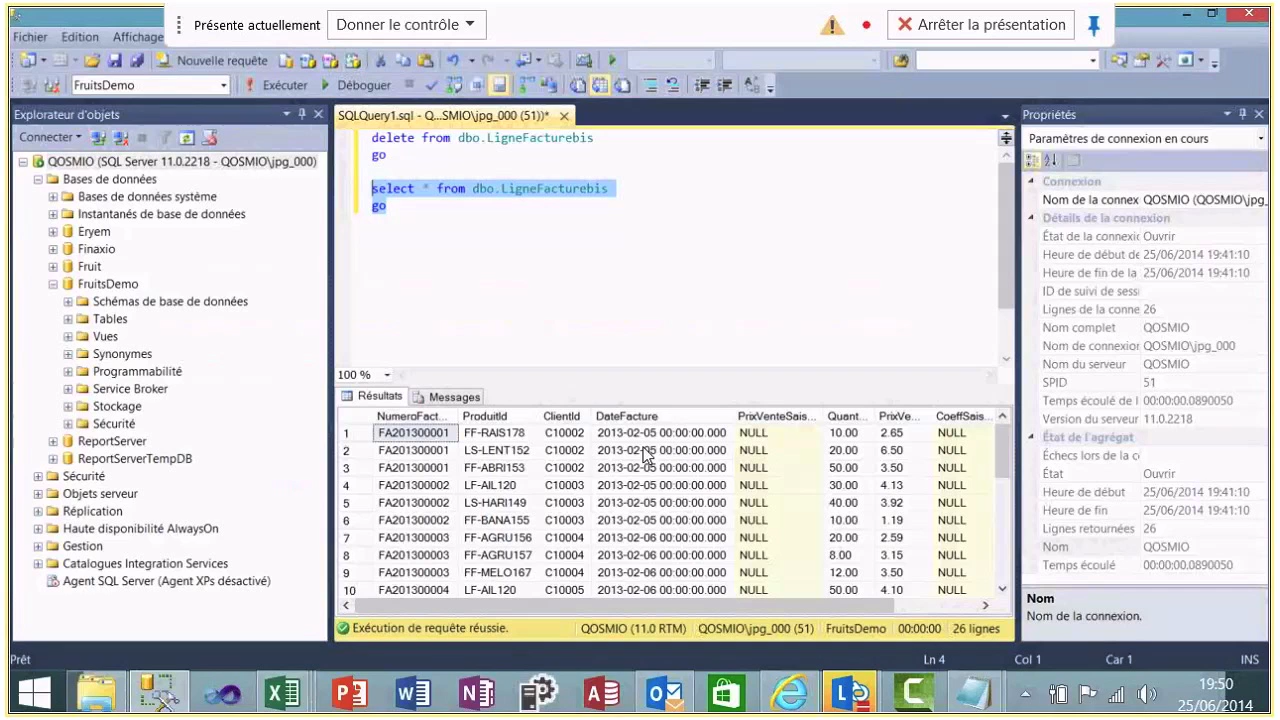 Présente actuellement
Donner le contrôle
Arrêter la présentation
Fichier Edition Affichage
Nouvelle requête
FruitsDemo
Exécuter
Déboguer
Explorateur d'objets
Connecter
QOSMIO (SQL Server 11.0.2218 - QOSMIO\jpg_000)
Bases de données
Bases de données système
Instantanés de base de données
Eryem
Finaxio
Fruit
FruitsDemo
Schémas de base de données
Tables
Vues
Synonymes
Programmabilité
Service Broker
Stockage
Sécurité
ReportServer
ReportServerTempDB
Sécurité
Objets serveur
Réplication
Haute disponibilité AlwaysOn
Gestion
Catalogues Integration Services
Agent SQL Server (Agent XPs désactivé)
SQLQuery1.sql - Q...SMIO\jpg_000 (51))*
delete from dbo.LigneFacturebis
go
select * from dbo.LigneFacturebis
go
100 %
Résultats Messages
NumeroFact... ProduitId ClientId DateFacture PrixVenteSais... Quant... PrixVe... CoeffSais...
1 FA201300001 FF-RAIS178 C10002 2013-02-05 00:00:00.000 NULL 10.00 2.65 NULL
2 FA201300001 LS-LENT152 C10002 2013-02-05 00:00:00.000 NULL 20.00 6.50 NULL
3 FA201300001 FF-ABRI153 C10002 2013-02-05 00:00:00.000 NULL 50.00 3.50 NULL
4 FA201300002 LF-AIL120 C10003 2013-02-05 00:00:00.000 NULL 30.00 4.13 NULL
5 FA201300002 LS-HARI149 C10003 2013-02-05 00:00:00.000 NULL 40.00 3.92 NULL
6 FA201300002 FF-BANA155 C10003 2013-02-05 00:00:00.000 NULL 10.00 1.19 NULL
7 FA201300003 FF-AGRU156 C10004 2013-02-06 00:00:00.000 NULL 20.00 2.59 NULL
8 FA201300003 FF-AGRU157 C10004 2013-02-06 00:00:00.000 NULL 8.00 3.15 NULL
9 FA201300003 FF-MELO167 C10004 2013-02-06 00:00:00.000 NULL 12.00 3.50 NULL
10 FA201300004 LF-AIL120 C10005 2013-02-06 00:00:00.000 NULL 50.00 4.10 NULL
Exécution de requête réussie. QOSMIO (11.0 RTM) QOSMIO\jpg_000 (51) FruitsDemo 00:00:00 26 lignes
Propriétés
Paramètres de connexion en cours
Connexion
Nom de la connex QOSMIO (QOSMIO\jpg_
Détails de la connexion
État de la connexic Ouvrir
Heure de début de 25/06/2014 19:41:10
Heure de fin de la 25/06/2014 19:41:10
ID de suivi de sess
Lignes de la conne 26
Nom complet QOSMIO
Nom de connexion QOSMIO\jpg_000
Nom du serveur QOSMIO
SPID 51
Temps écoulé de l 00:00:00.0890050
Version du serveur 11.0.2218
État de l'agrégat
Échecs lors de la c
État Ouvrir
Heure de début 25/06/2014 19:41:10
Heure de fin 25/06/2014 19:41:10
Lignes retournées 26
Nom QOSMIO
Temps écoulé 00:00:00.0890050
Nom
Nom de la connexion.
Prêt Ln 4 Col 1 Car 1 INS
19:50
25/06/2014